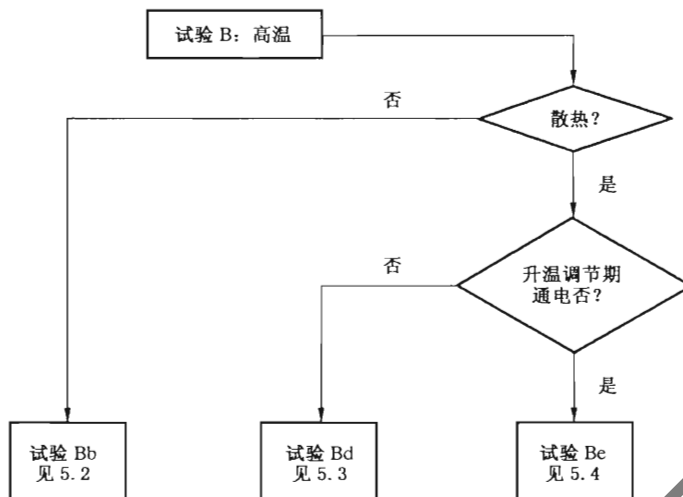 试验 B：高温
否
散热?
是
否
升温调节期
通电否?
是
试验 Bb
见 5.2
试验 Bd
见 5.3
试验 Be
见 5.4